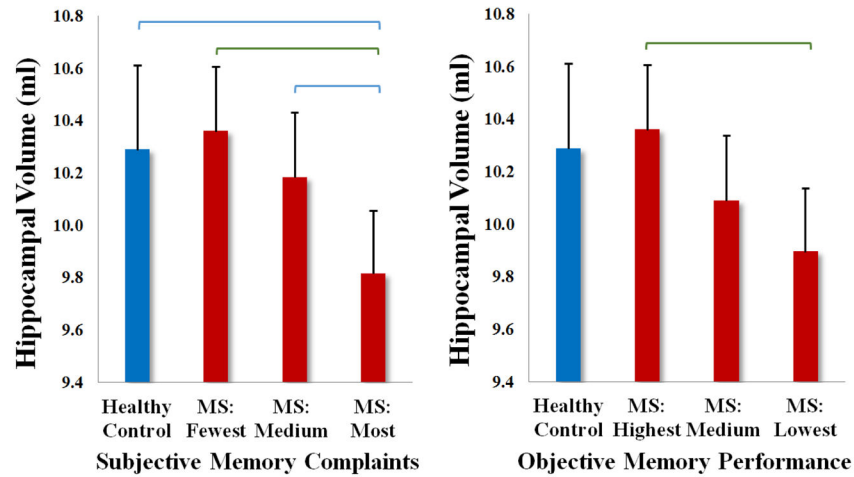 Hippocampal Volume (ml)
10.8
10.6
10.4
10.2
10.0
9.8
9.6
9.4
Healthy
Control
MS:
Fewest
MS:
Medium
MS:
Most
Subjective Memory Complaints
Hippocampal Volume (ml)
10.8
10.6
10.4
10.2
10.0
9.8
9.6
9.4
Healthy
Control
MS:
Highest
MS:
Medium
MS:
Lowest
Objective Memory Performance